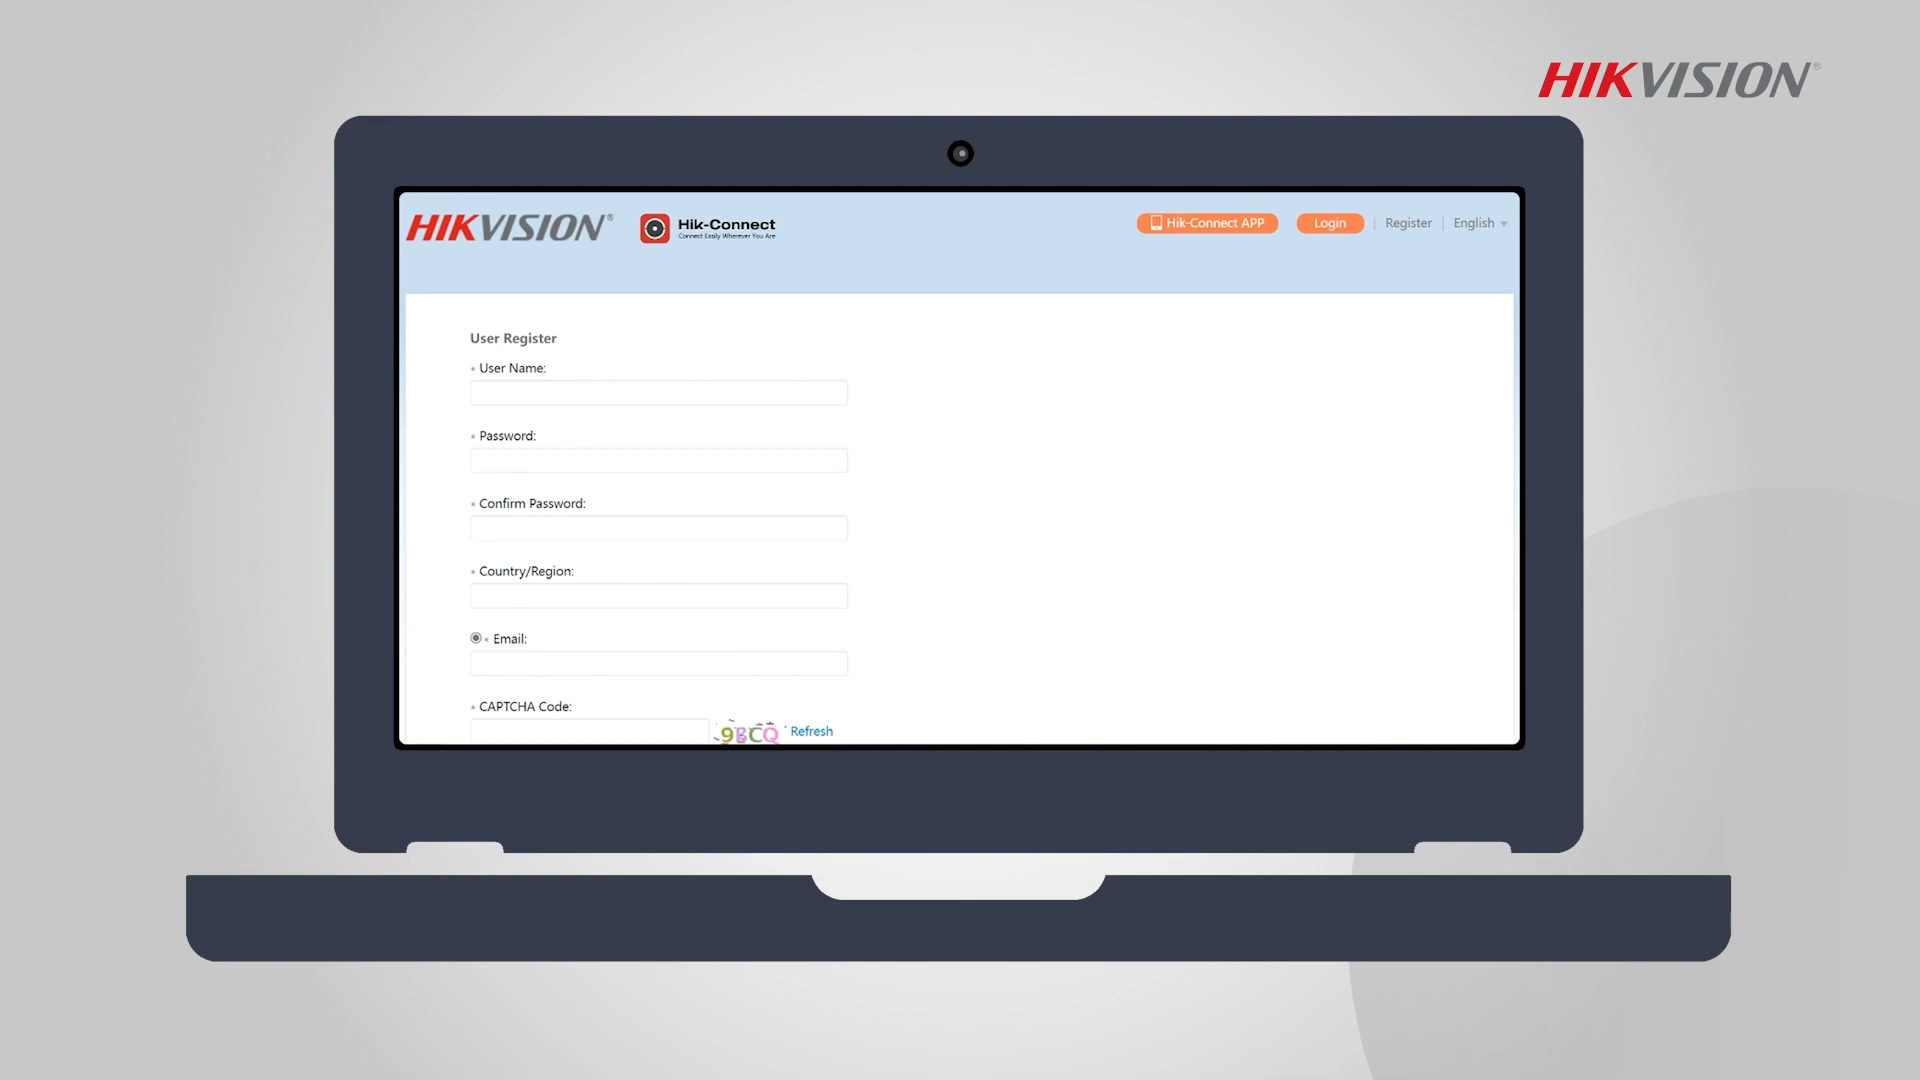 HIKVISION®
HIKVISION®
Hik-Connect
Connect Easily Wherever You Are
Hik-Connect APP
Login | Register | English
User Register
* User Name:
* Password:
* Confirm Password:
* Country/Region:
* Email:
* CAPTCHA Code:
9BCQ
Refresh